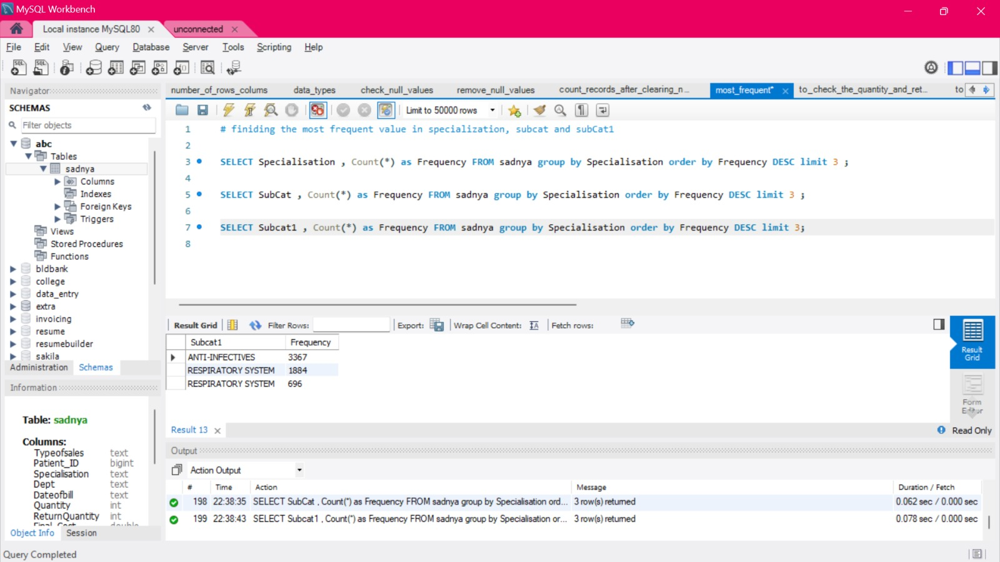 MySQL Workbench
Local instance MySQL80
unconnected
File Edit View Query Database Server Tools Scripting Help
Navigator
SCHEMAS
Filter objects
abc
Tables
sadnya
Columns
Indexes
Foreign Keys
Triggers
Views
Stored Procedures
Functions
bldbank
college
data_entry
extra
invoicing
resume
resumebuilder
sakila
Administration Schemas
Information
Table: sadnya
Columns:
Typeofsales text
Patient_ID bigint
Specialisation text
Dept text
Dateofbill text
Quantity int
ReturnQuantity int
Final_Cost double
Object Info Session
Query Completed
number_of_rows_colums data_types check_null_values remove_null_values count_records_after_clearing_n... most_frequent* to_check_the_quantity_and_ret... to
Limit to 50000 rows
1 # finiding the most frequent value in specialization, subcat and subCat1
2
3 SELECT Specialisation , Count(*) as Frequency FROM sadnya group by Specialisation order by Frequency DESC limit 3 ;
4
5 SELECT SubCat , Count(*) as Frequency FROM sadnya group by Specialisation order by Frequency DESC limit 3 ;
6
7 SELECT Subcat1 , Count(*) as Frequency FROM sadnya group by Specialisation order by Frequency DESC limit 3;
8
Result Grid Filter Rows: Export: Wrap Cell Content: Fetch rows:
Subcat1 Frequency
ANTI-INFECTIVES 3367
RESPIRATORY SYSTEM 1884
RESPIRATORY SYSTEM 696
Result Grid
Form Editor
Result 13
Read Only
Output
Action Output
# Time Action Message Duration / Fetch
198 22:38:35 SELECT SubCat , Count(*) as Frequency FROM sadnya group by Specialisation ord... 3 row(s) returned 0.062 sec / 0.000 sec
199 22:38:43 SELECT Subcat1 , Count(*) as Frequency FROM sadnya group by Specialisation or... 3 row(s) returned 0.078 sec / 0.000 sec